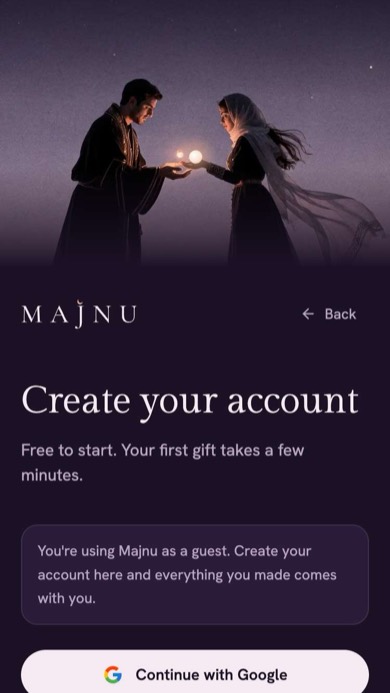 MAJNU
← Back
Create your account
Free to start. Your first gift takes a few
minutes.
You're using Majnu as a guest. Create your
account here and everything you made comes
with you.
Continue with Google